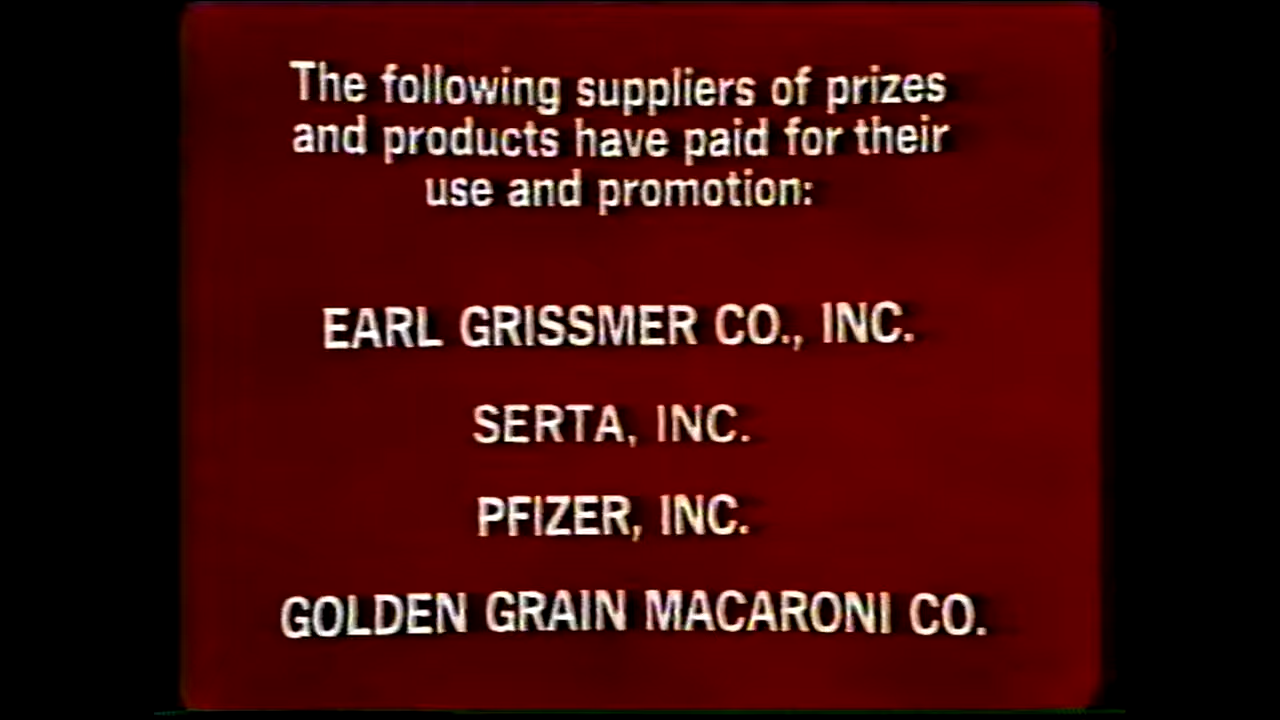 The following suppliers of prizes
and products have paid for their
use and promotion:
EARL GRISSMER CO., INC.
SERTA, INC.
PFIZER, INC.
GOLDEN GRAIN MACARONI CO.